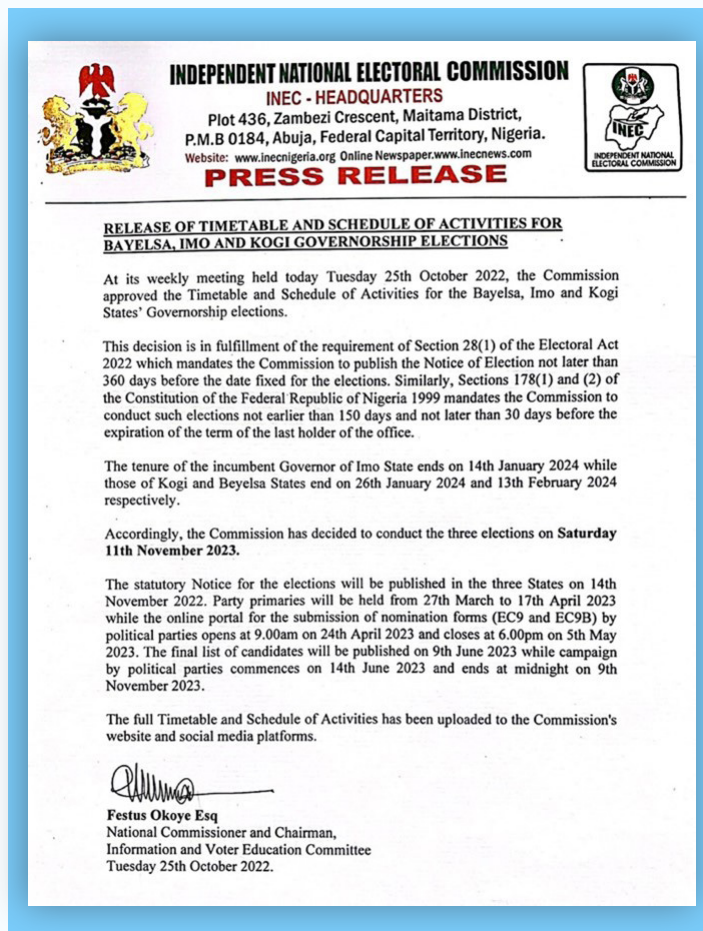 INDEPENDENT NATIONAL ELECTORAL COMMISSION
INEC - HEADQUARTERS
Plot 436, Zambezi Crescent, Maitama District,
P.M.B 0184, Abuja, Federal Capital Territory, Nigeria.
Website: www.inecnigeria.org Online Newspaper.www.inecnews.com
PRESS RELEASE
INEC
INDEPENDENT NATIONAL
ELECTORAL COMMISSION
RELEASE OF TIMETABLE AND SCHEDULE OF ACTIVITIES FOR
BAYELSA, IMO AND KOGI GOVERNORSHIP ELECTIONS
At its weekly meeting held today Tuesday 25th October 2022, the Commission
approved the Timetable and Schedule of Activities for the Bayelsa, Imo and Kogi
States' Governorship elections.
This decision is in fulfillment of the requirement of Section 28(1) of the Electoral Act
2022 which mandates the Commission to publish the Notice of Election not later than
360 days before the date fixed for the elections. Similarly, Sections 178(1) and (2) of
the Constitution of the Federal Republic of Nigeria 1999 mandates the Commission to
conduct such elections not earlier than 150 days and not later than 30 days before the
expiration of the term of the last holder of the office.
The tenure of the incumbent Governor of Imo State ends on 14th January 2024 while
those of Kogi and Beyelsa States end on 26th January 2024 and 13th February 2024
respectively.
Accordingly, the Commission has decided to conduct the three elections on Saturday
11th November 2023.
The statutory Notice for the elections will be published in the three States on 14th
November 2022. Party primaries will be held from 27th March to 17th April 2023
while the online portal for the submission of nomination forms (EC9 and EC9B) by
political parties opens at 9.00am on 24th April 2023 and closes at 6.00pm on 5th May
2023. The final list of candidates will be published on 9th June 2023 while campaign
by political parties commences on 14th June 2023 and ends at midnight on 9th
November 2023.
The full Timetable and Schedule of Activities has been uploaded to the Commission's
website and social media platforms.
Festus Okoye Esq
National Commissioner and Chairman,
Information and Voter Education Committee
Tuesday 25th October 2022.